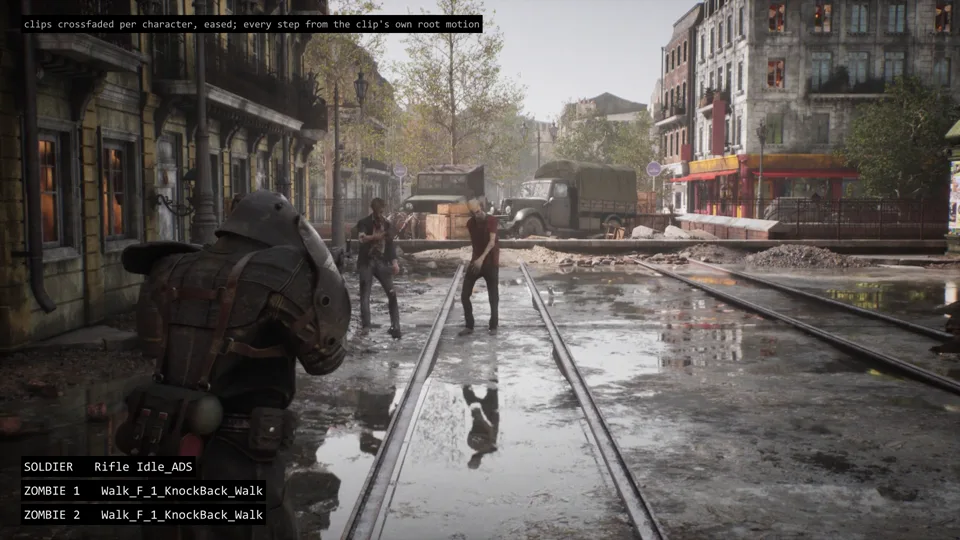 clips crossfaded per character, eased; every step from the clip's own root motion
SOLDIER Rifle Idle_ADS
ZOMBIE 1 Walk_F_1_KnockBack_Walk
ZOMBIE 2 Walk_F_1_KnockBack_Walk